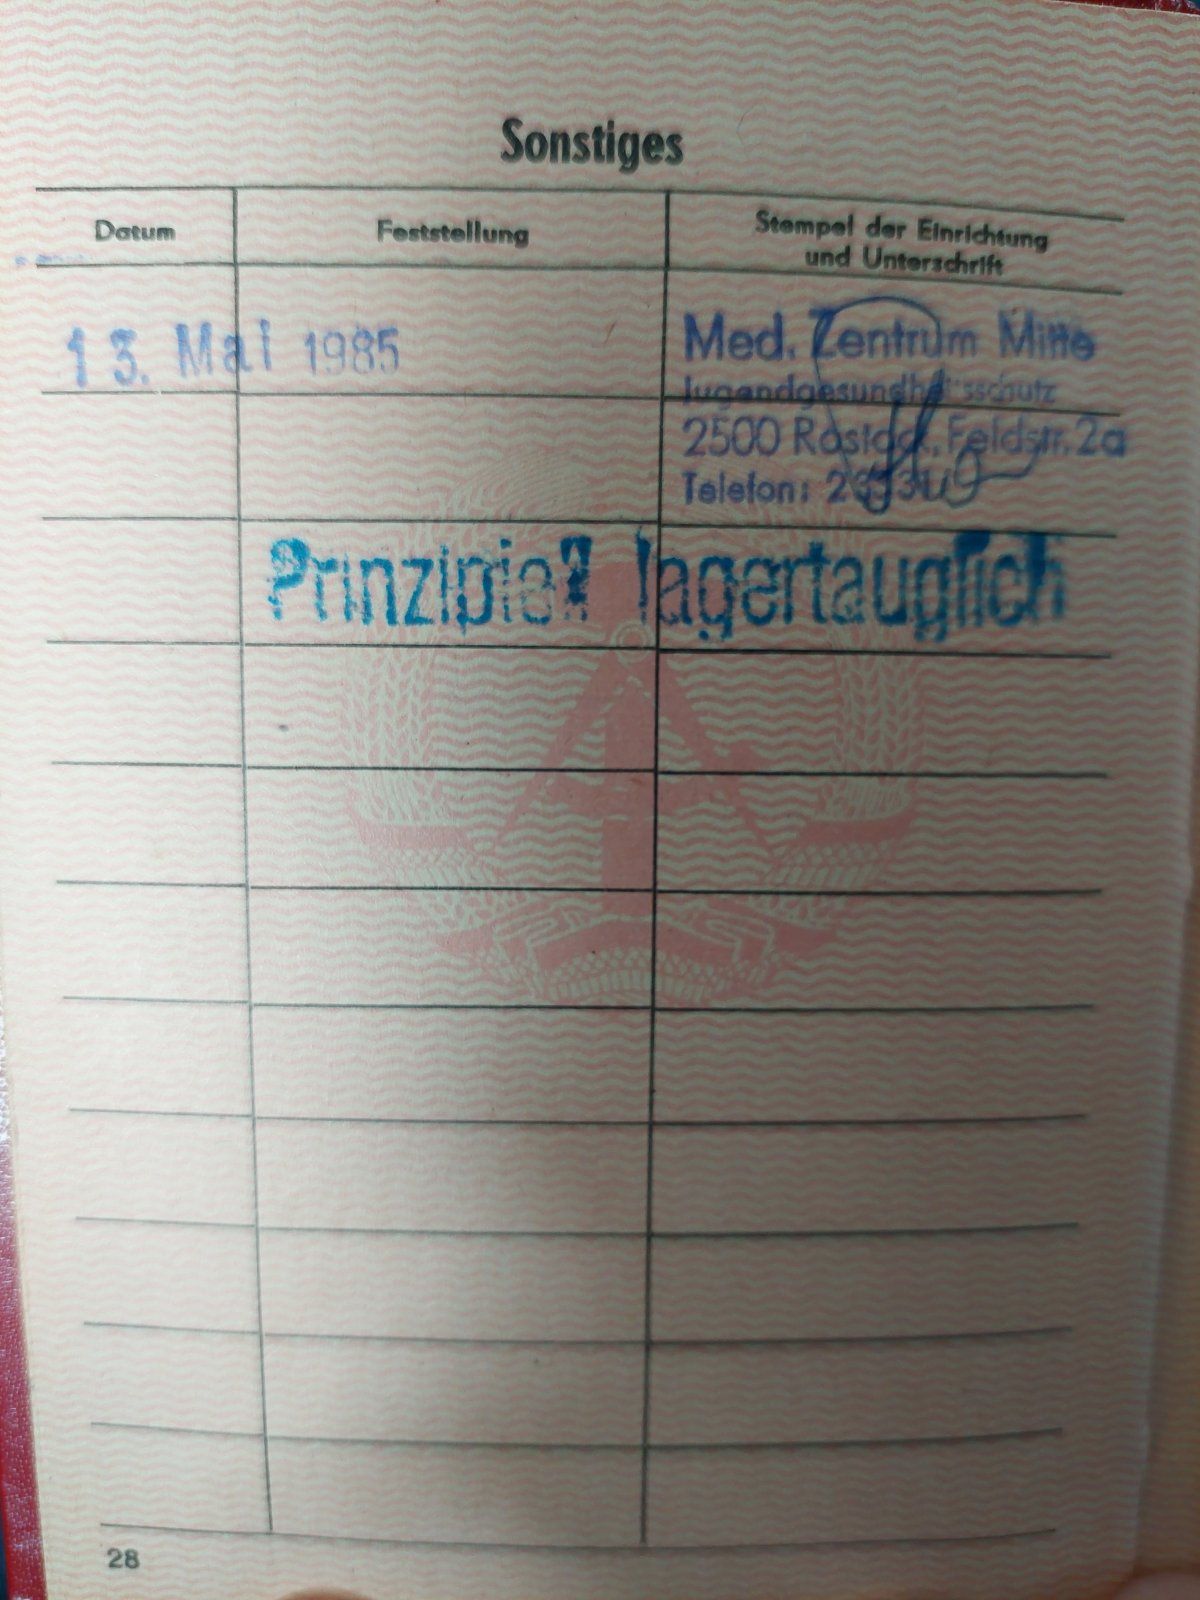 Sonstiges
Datum
Feststellung
Stempel der Einrichtung
und Unterschrift
13. Mai 1985
Med. Zentrum Mitte
Jugendgesundheitsschutz
2500 Rostock, Feldstr. 2a
Telefon:
Prinzipiell lagertauglich
28